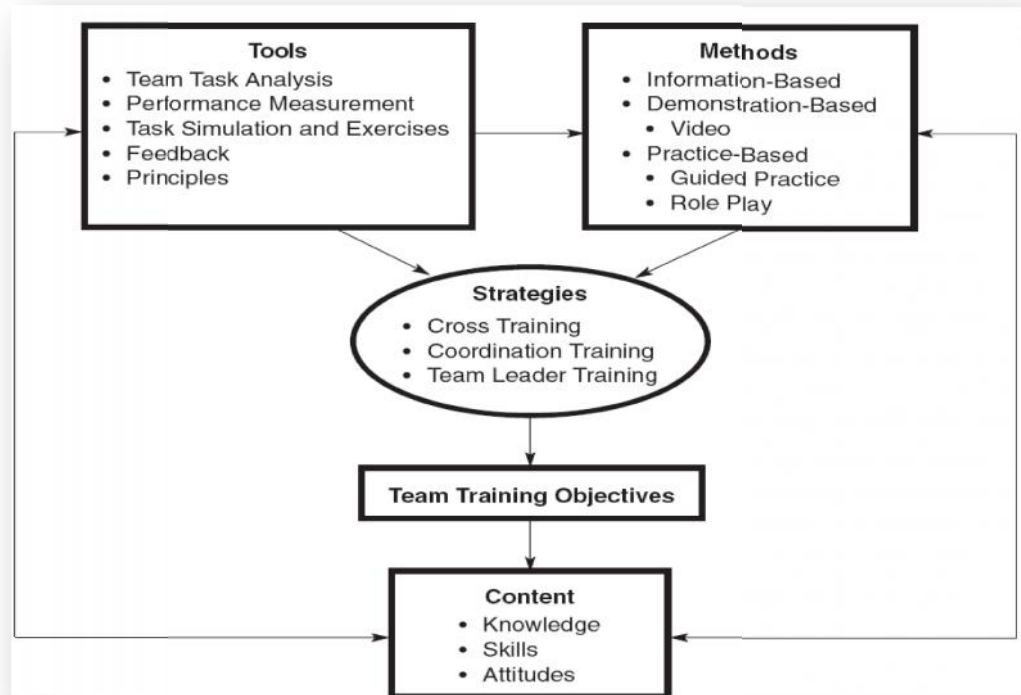 Tools
• Team Task Analysis
• Performance Measurement
• Task Simulation and Exercises
• Feedback
• Principles
Methods
• Information-Based
• Demonstration-Based
• Video
• Practice-Based
• Guided Practice
• Role Play
Strategies
• Cross Training
• Coordination Training
• Team Leader Training
Team Training Objectives
Content
• Knowledge
• Skills
• Attitudes